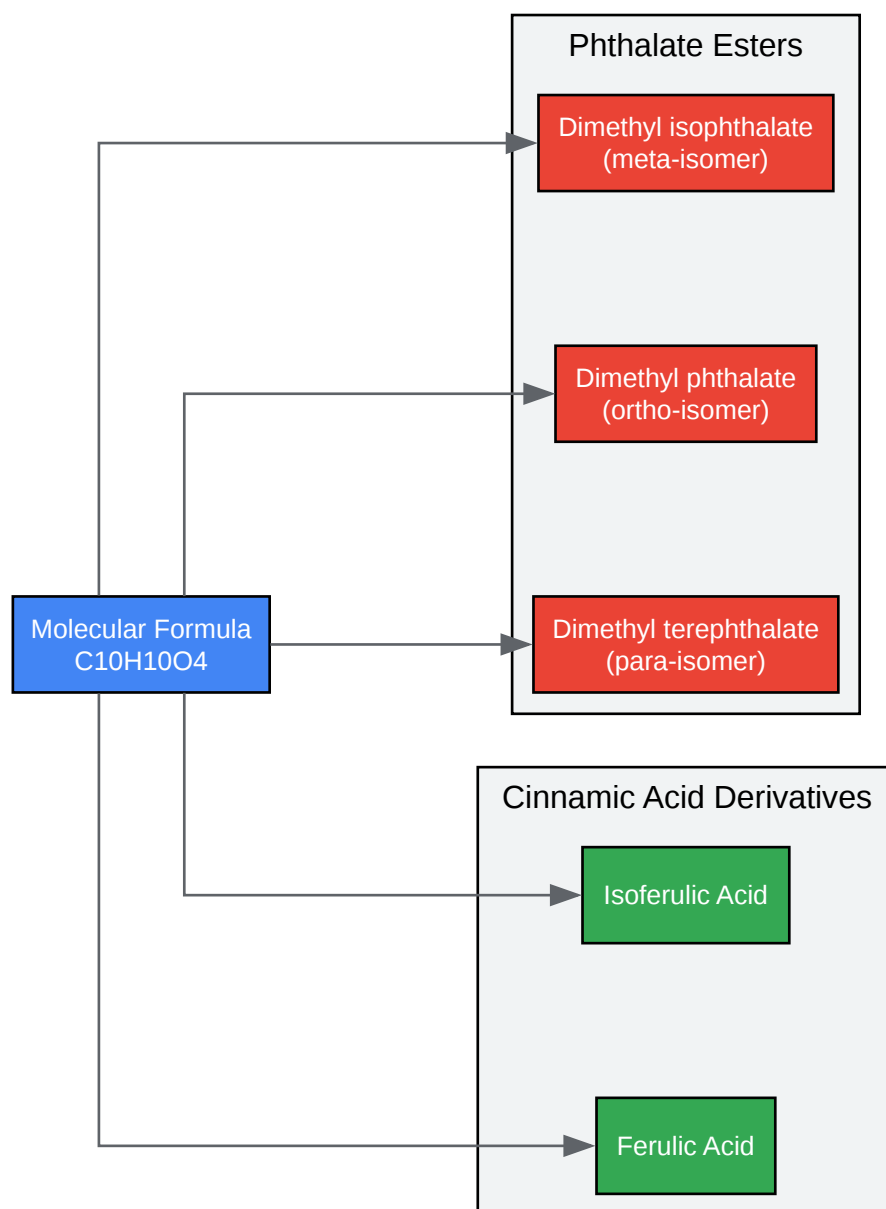 Phthalate Esters
Dimethyl isophthalate
(meta-isomer)
Dimethyl phthalate
(ortho-isomer)
Molecular Formula
C10H10O4
Dimethyl terephthalate
(para-isomer)
Cinnamic Acid Derivatives
Isoferulic Acid
Ferulic Acid